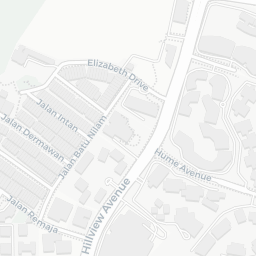 Elizabeth Drive
Jalan Intan
Jalan Batu Nilam
Jalan Dermawan
Hume Avenue
Jalan Remaja
Hillview Avenue